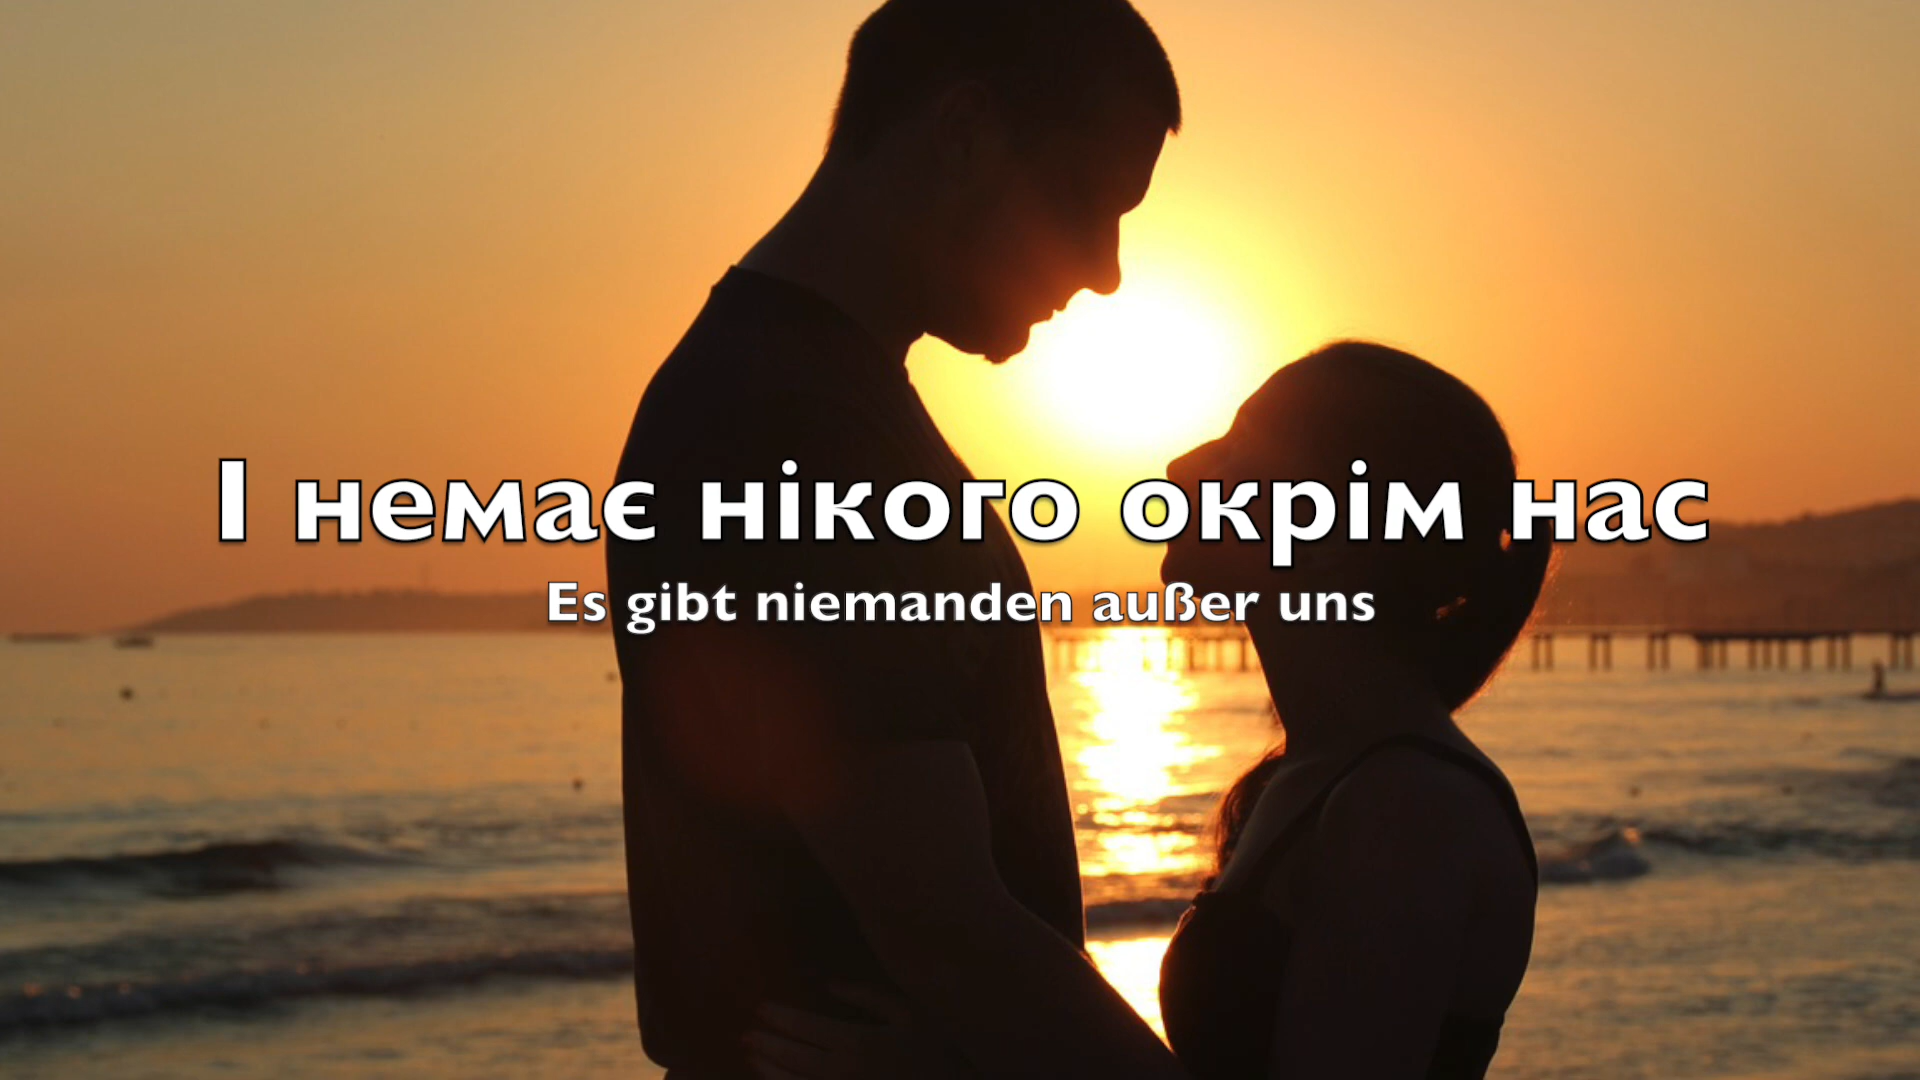 І немає нікого окрім нас
Es gibt niemanden außer uns